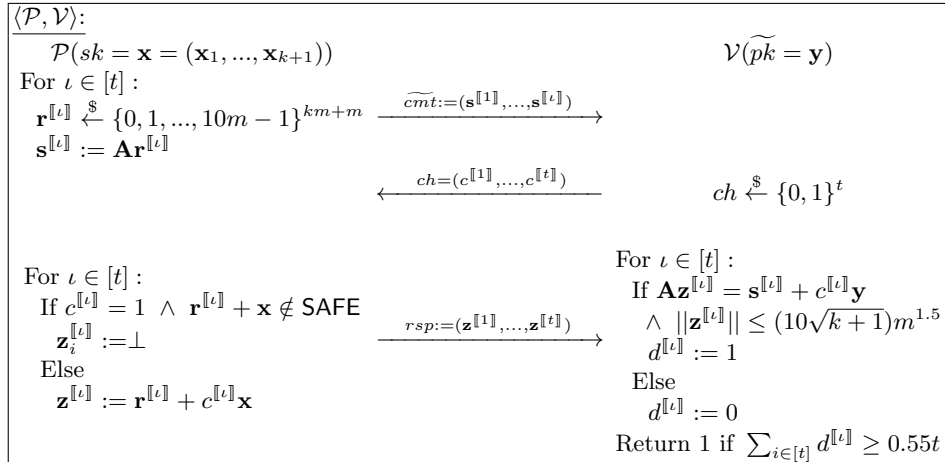 ⟨𝒫, 𝒱⟩:
𝒫(sk = 𝐱 = (𝐱₁, ..., 𝐱ₖ₊₁)) 𝒱(p͠k = 𝐲)
For ι ∈ [t] :
𝐫^⟦ι⟧ ←$ {0, 1, ..., 10m − 1}^{km+m} c͠mt:=(𝐬^⟦1⟧,...,𝐬^⟦ι⟧)
𝐬^⟦ι⟧ := 𝐀𝐫^⟦ι⟧
ch=(c^⟦1⟧,...,c^⟦t⟧) ch ←$ {0, 1}^t
For ι ∈ [t] :
If c^⟦ι⟧ = 1 ∧ 𝐫^⟦ι⟧ + 𝐱 ∉ SAFE
𝐳_i^⟦ι⟧ :=⊥
Else
𝐳^⟦ι⟧ := 𝐫^⟦ι⟧ + c^⟦ι⟧𝐱
rsp:=(𝐳^⟦1⟧,...,𝐳^⟦t⟧)
For ι ∈ [t] :
If 𝐀𝐳^⟦ι⟧ = 𝐬^⟦ι⟧ + c^⟦ι⟧𝐲
∧ ||𝐳^⟦ι⟧|| ≤ (10√(k + 1))m^{1.5}
d^⟦ι⟧ := 1
Else
d^⟦ι⟧ := 0
Return 1 if ∑_{i∈[t]} d^⟦ι⟧ ≥ 0.55t